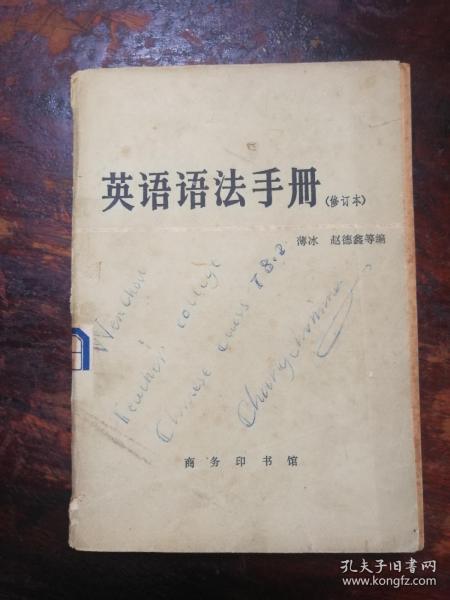 英语语法手册(修订本)
薄冰 赵德鑫等编
Wenchou
Teachers college
Chinese class 78.2
商务印书馆
孔夫子旧书网
www.kongfz.com